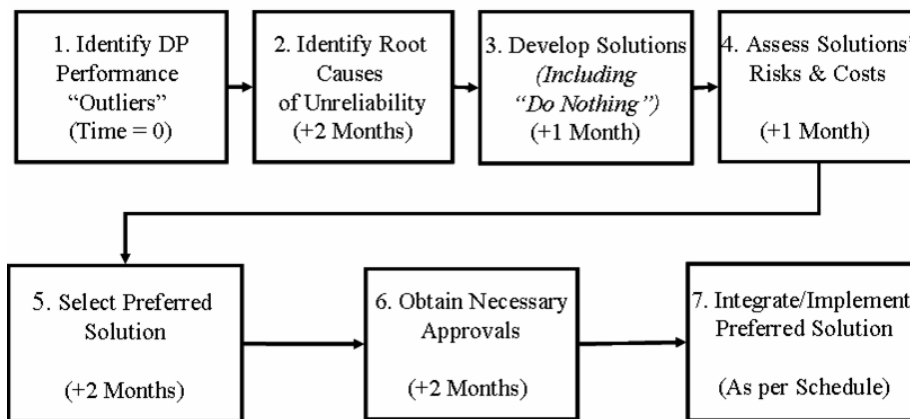 1. Identify DP
Performance
“Outliers”
(Time = 0)
2. Identify Root
Causes
of Unreliability
(+2 Months)
3. Develop Solutions
(Including
“Do Nothing”)
(+1 Month)
4. Assess Solutions’
Risks & Costs
(+1 Month)
5. Select Preferred
Solution
(+2 Months)
6. Obtain Necessary
Approvals
(+2 Months)
7. Integrate/Implement
Preferred Solution
(As per Schedule)